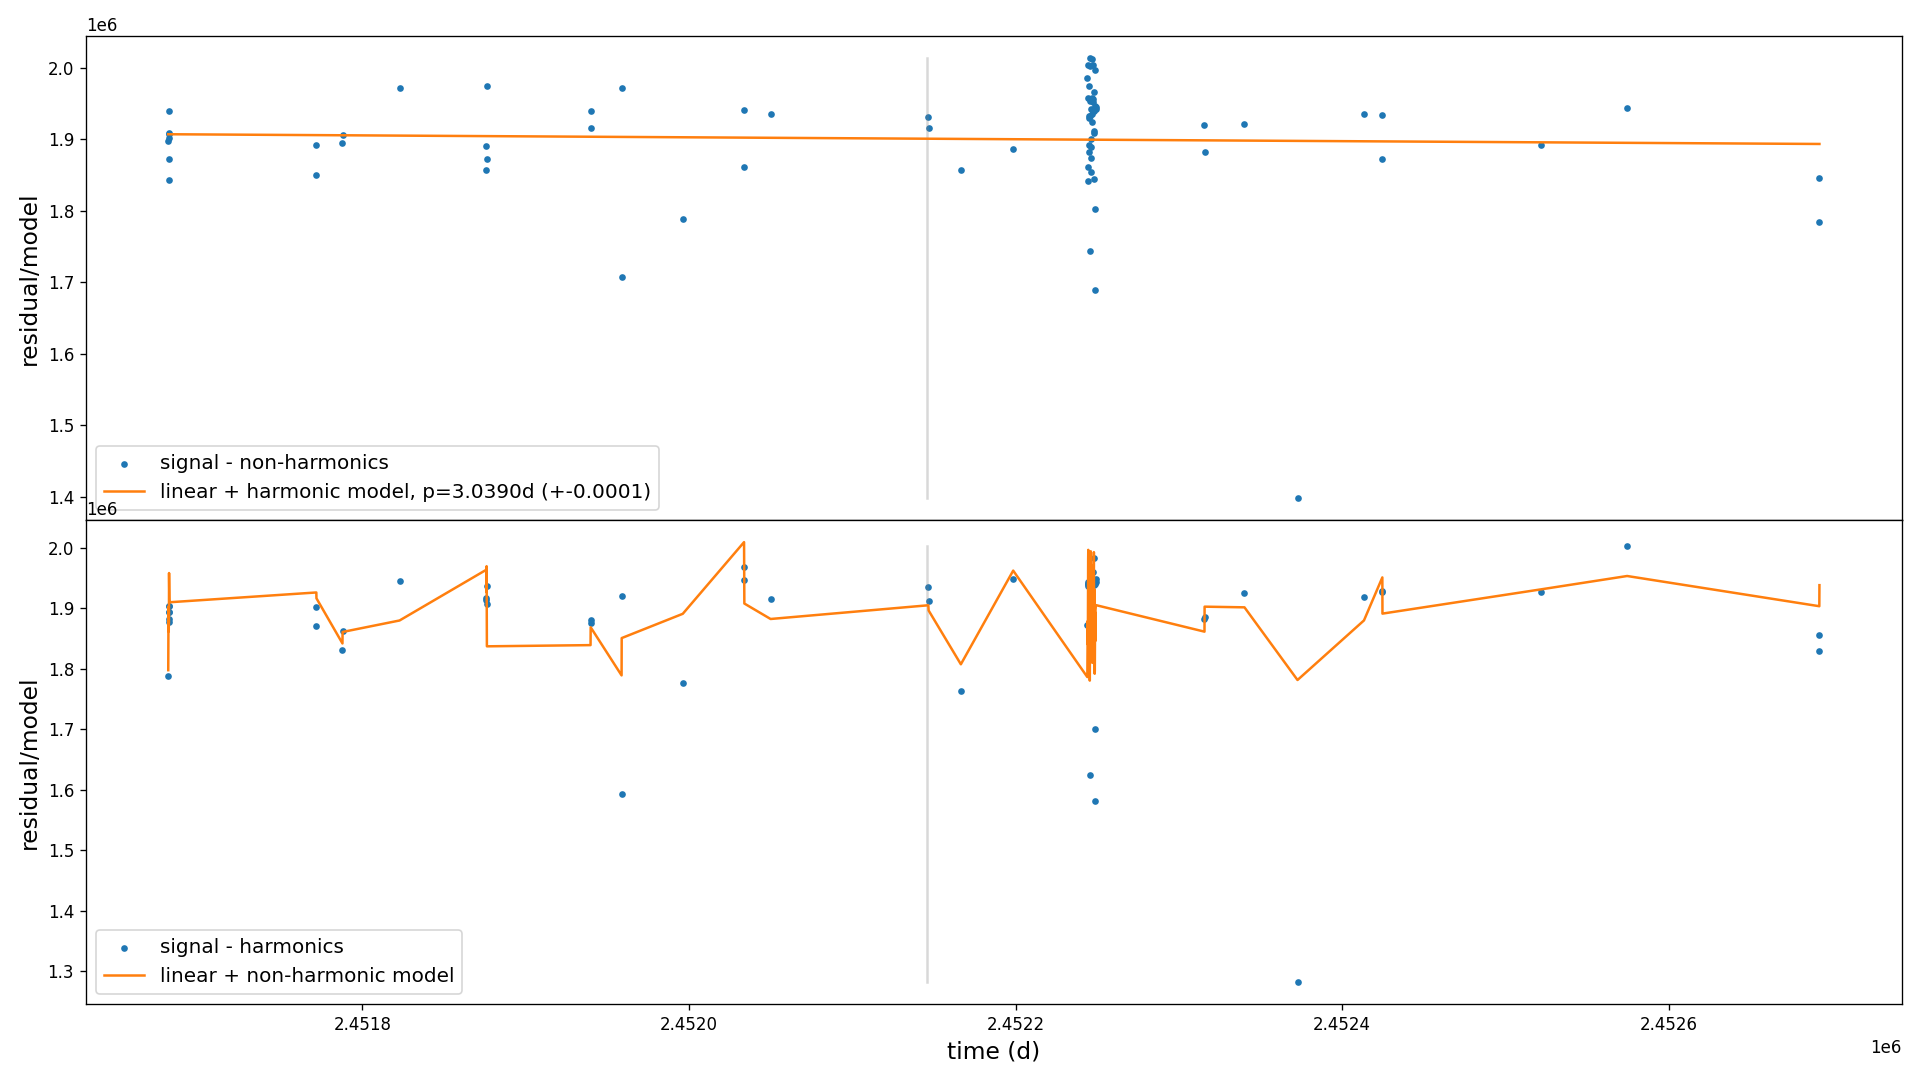 1e6
2.0
1.9
1.8
1.7
1.6
1.5
1.4
residual/model
signal - non-harmonics
linear + harmonic model, p=3.0390d (+-0.0001)
1e6
2.0
1.9
1.8
1.7
1.6
1.5
1.4
1.3
residual/model
signal - harmonics
linear + non-harmonic model
2.4518 2.4520 2.4522 2.4524 2.4526
time (d)
1e6